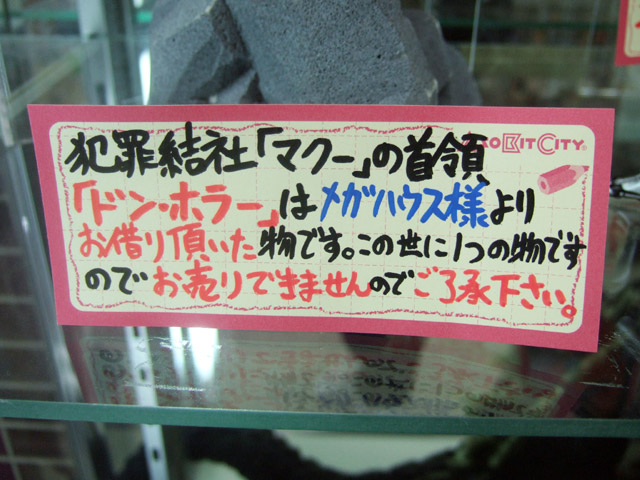 犯罪結社「マクー」の首領
KITCITY
「ドン・ホラー」はメガハウス様より
お借り頂いた物です。この世に1つの物です
のでお売りできませんのでご了承下さい。